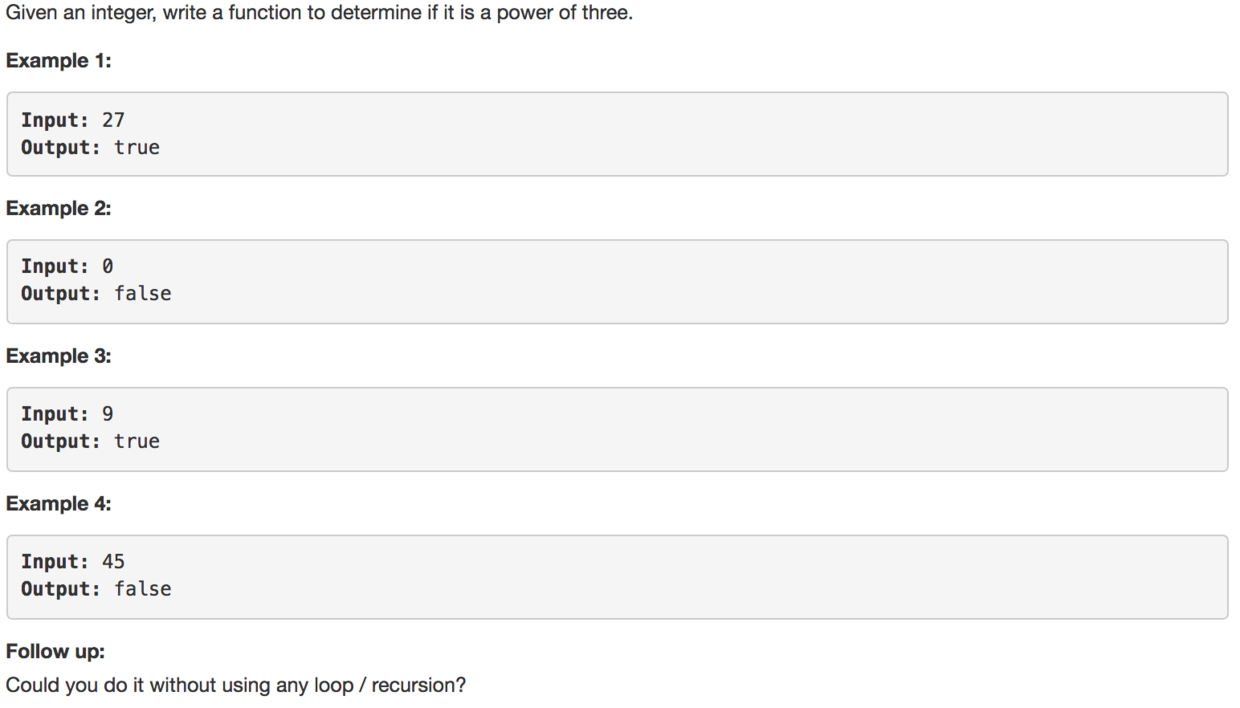 Given an integer, write a function to determine if it is a power of three.
Example 1:
Input: 27
Output: true
Example 2:
Input: 0
Output: false
Example 3:
Input: 9
Output: true
Example 4:
Input: 45
Output: false
Follow up:
Could you do it without using any loop / recursion?